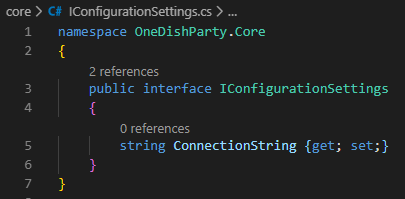 core > C# IConfigurationSettings.cs > ...
1 namespace OneDishParty.Core
2 {
2 references
3 public interface IConfigurationSettings
4 {
0 references
5 string ConnectionString {get; set;}
6 }
7 }